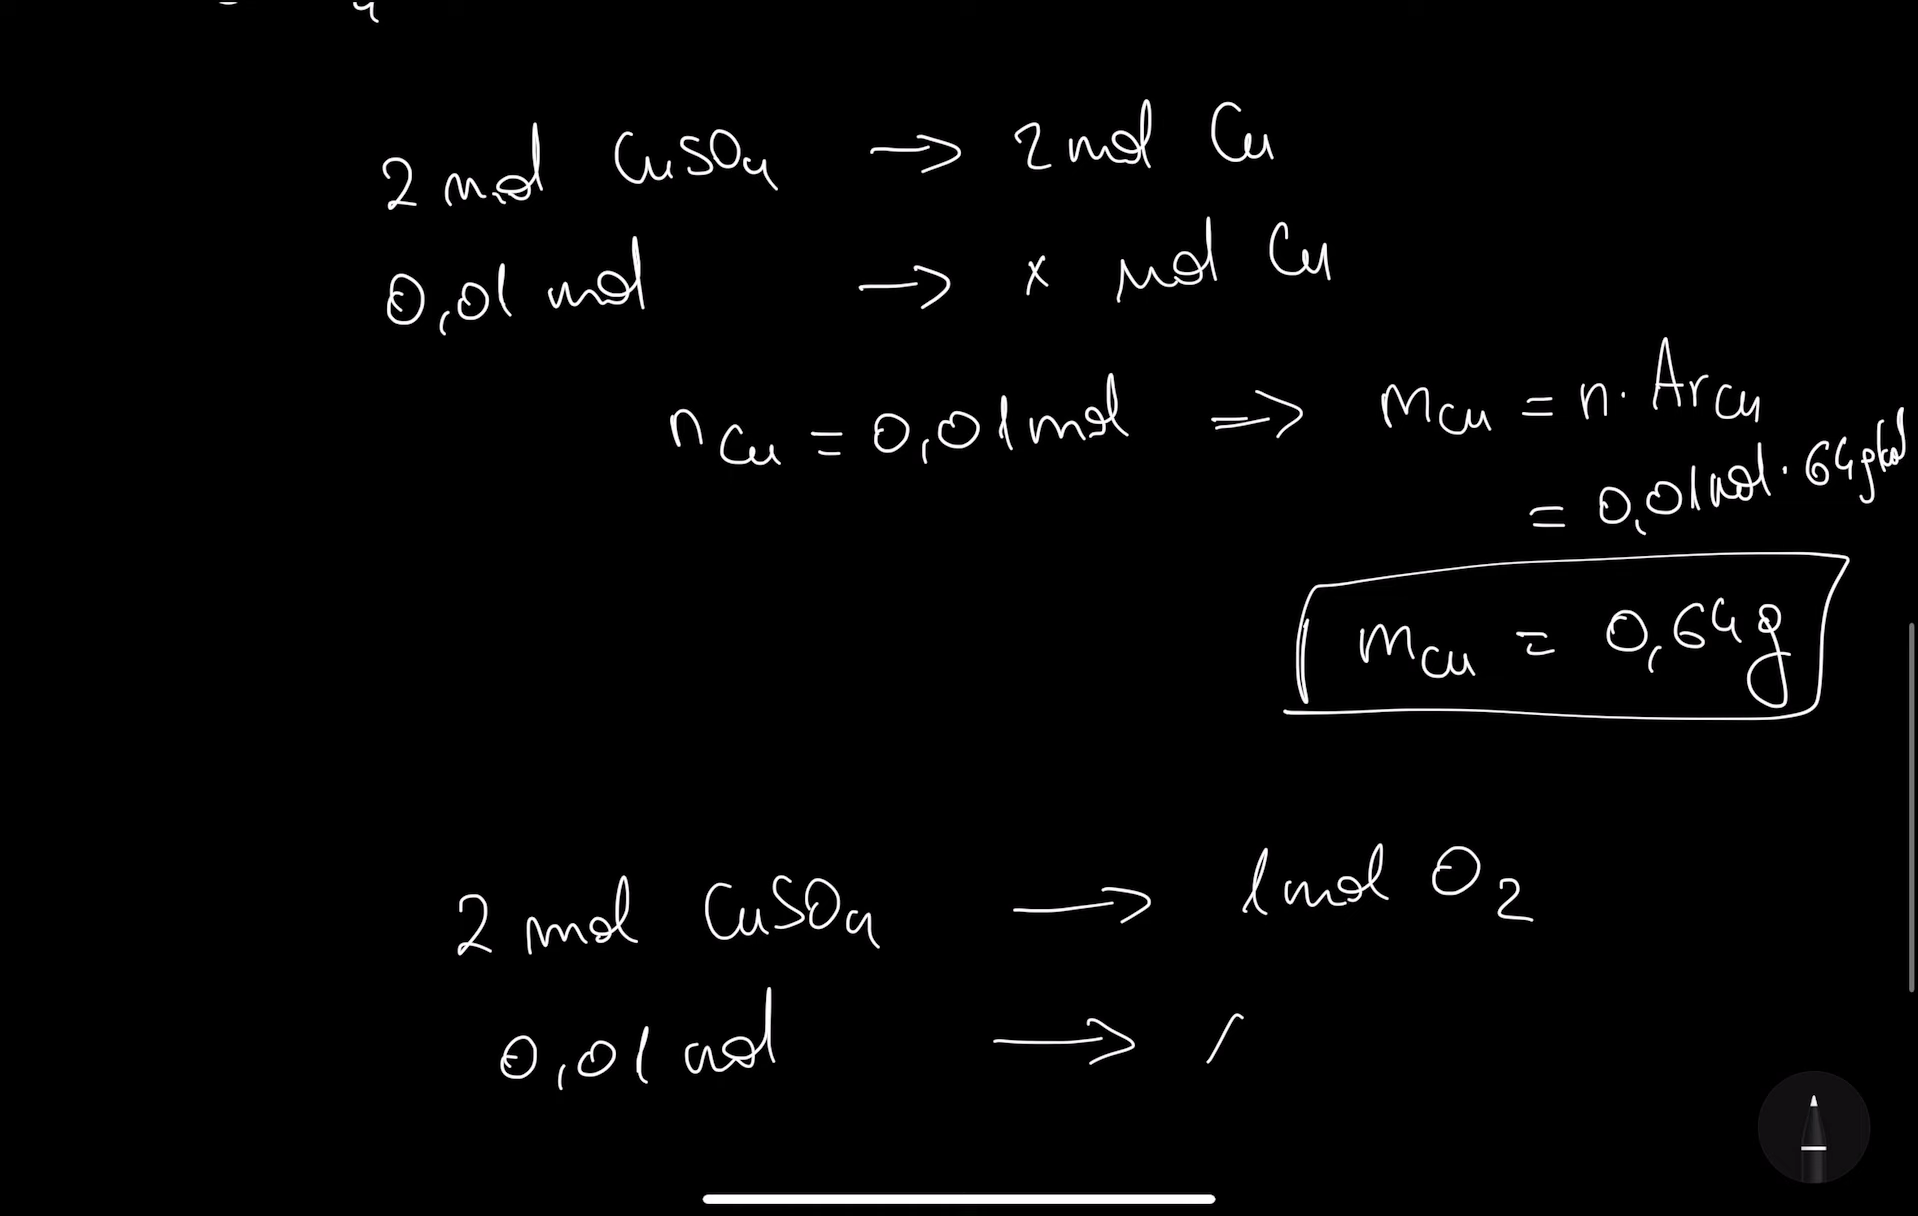 2 mol CuSO4 → 2 mol Cu
0,01 mol → x mol Cu
nCu = 0,01 mol => mCu = n · ArCu
= 0,01 mol · 64
mCu = 0,64 g
2 mol CuSO4 → 1 mol O2
0,01 mol →